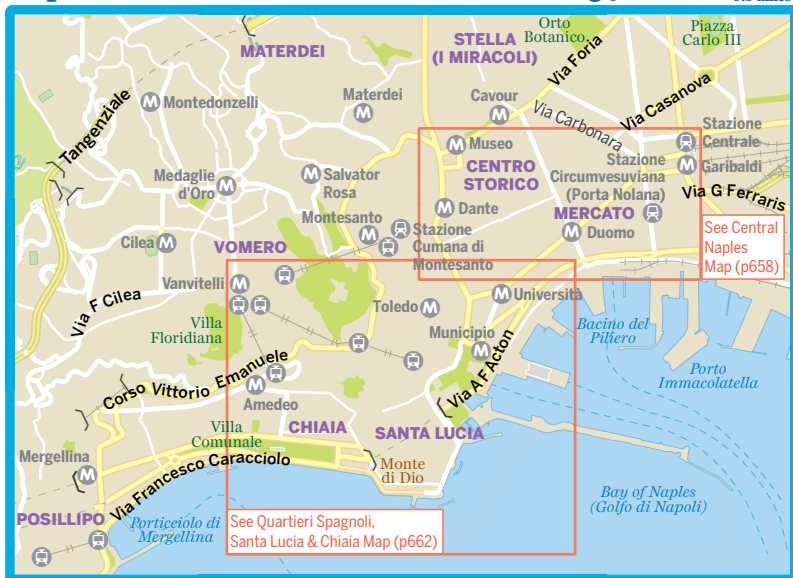 Orto
Botanico
Piazza
Carlo III
MATERDEI
STELLA
(I MIRACOLI)
Via Foria
Via Casanova
Tangenziale
M Montedonzelli
Materdei
M
Cavour
M
Via Carbonara
M Museo
Stazione
Centrale
M Garibaldi
CENTRO
STORICO
Stazione
Circumvesuviana
(Porta Nolana)
Via G Ferraris
Medaglie
d'Oro
M
M Salvator
Rosa
M Dante
MERCATO
M Duomo
Montesanto
M
Stazione
Cumana di
Montesanto
See Central
Naples
Map (p658)
Cilea M
VOMERO
Vanvitelli M
Via F Cilea
Villa
Floridiana
Toledo M
M Università
Municipio
M
Bacino del
Piliero
Porto
Immacolatella
Via A F Acton
Corso Vittorio Emanuele
M
Amedeo
CHIAIA
SANTA LUCIA
Villa
Comunale
Mergellina
M
Via Francesco Caracciolo
Monte
di Dio
Bay of Naples
(Golfo di Napoli)
POSILLIPO
Porticciolo di
Mergellina
See Quartieri Spagnoli,
Santa Lucia & Chiaia Map (p662)